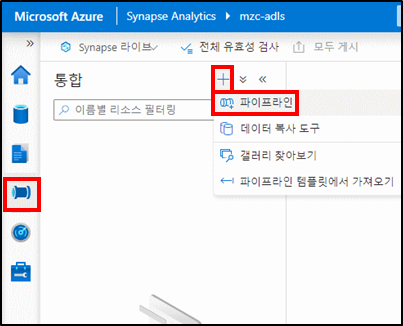 Microsoft Azure Synapse Analytics › mzc-adls
» Synapse 라이브 전체 유효성 검사 모두 게시
통합
이름별 리소스 필터링
파이프라인
데이터 복사 도구
갤러리 찾아보기
파이프라인 템플릿에서 가져오기